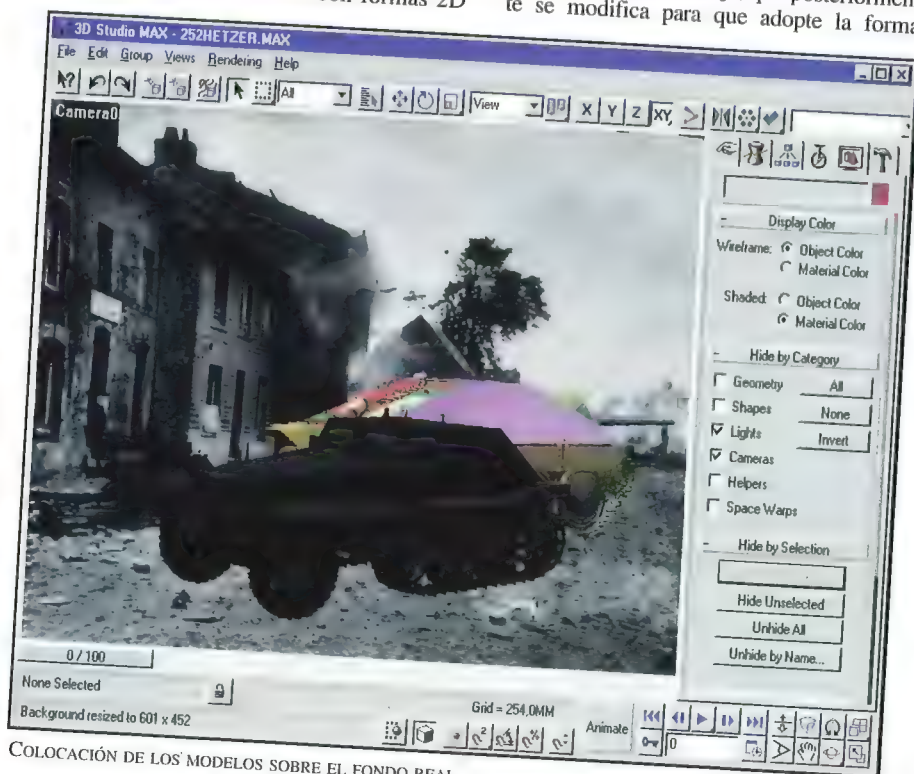 formas 2D
posteriormen-
te se modifica para que adopte la forma
3D Studio MAX - 252HETZER.MAX
File Edit Group Views Rendering Help
All
View
X Y Z XY
Camera0
Display Color
Wireframe: Object Color
Material Color
Shaded: Object Color
Material Color
Hide by Category
Geometry All
Shapes None
Lights Invert
Cameras
Helpers
Space Warps
Hide by Selection
Hide Unselected
Unhide All
Unhide by Name...
0 / 100
None Selected
Grid = 254,0MM
Animate
Background resized to 601 x 452
0
COLOCACIÓN DE LOS MODELOS SOBRE EL FONDO REAL